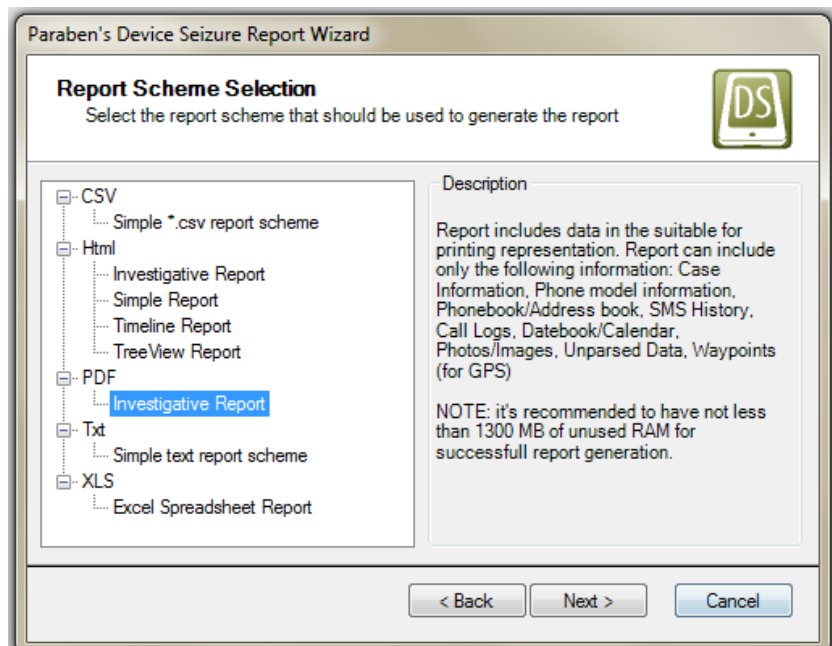 Paraben's Device Seizure Report Wizard
Report Scheme Selection
Select the report scheme that should be used to generate the report
DS
CSV
Simple *.csv report scheme
Html
Investigative Report
Simple Report
Timeline Report
TreeView Report
PDF
Investigative Report
Txt
Simple text report scheme
XLS
Excel Spreadsheet Report
Description
Report includes data in the suitable for
printing representation. Report can include
only the following information: Case
Information, Phone model information,
Phonebook/Address book, SMS History,
Call Logs, Datebook/Calendar,
Photos/Images, Unparsed Data, Waypoints
(for GPS)
NOTE: it's recommended to have not less
than 1300 MB of unused RAM for
successfull report generation.
< Back
Next >
Cancel